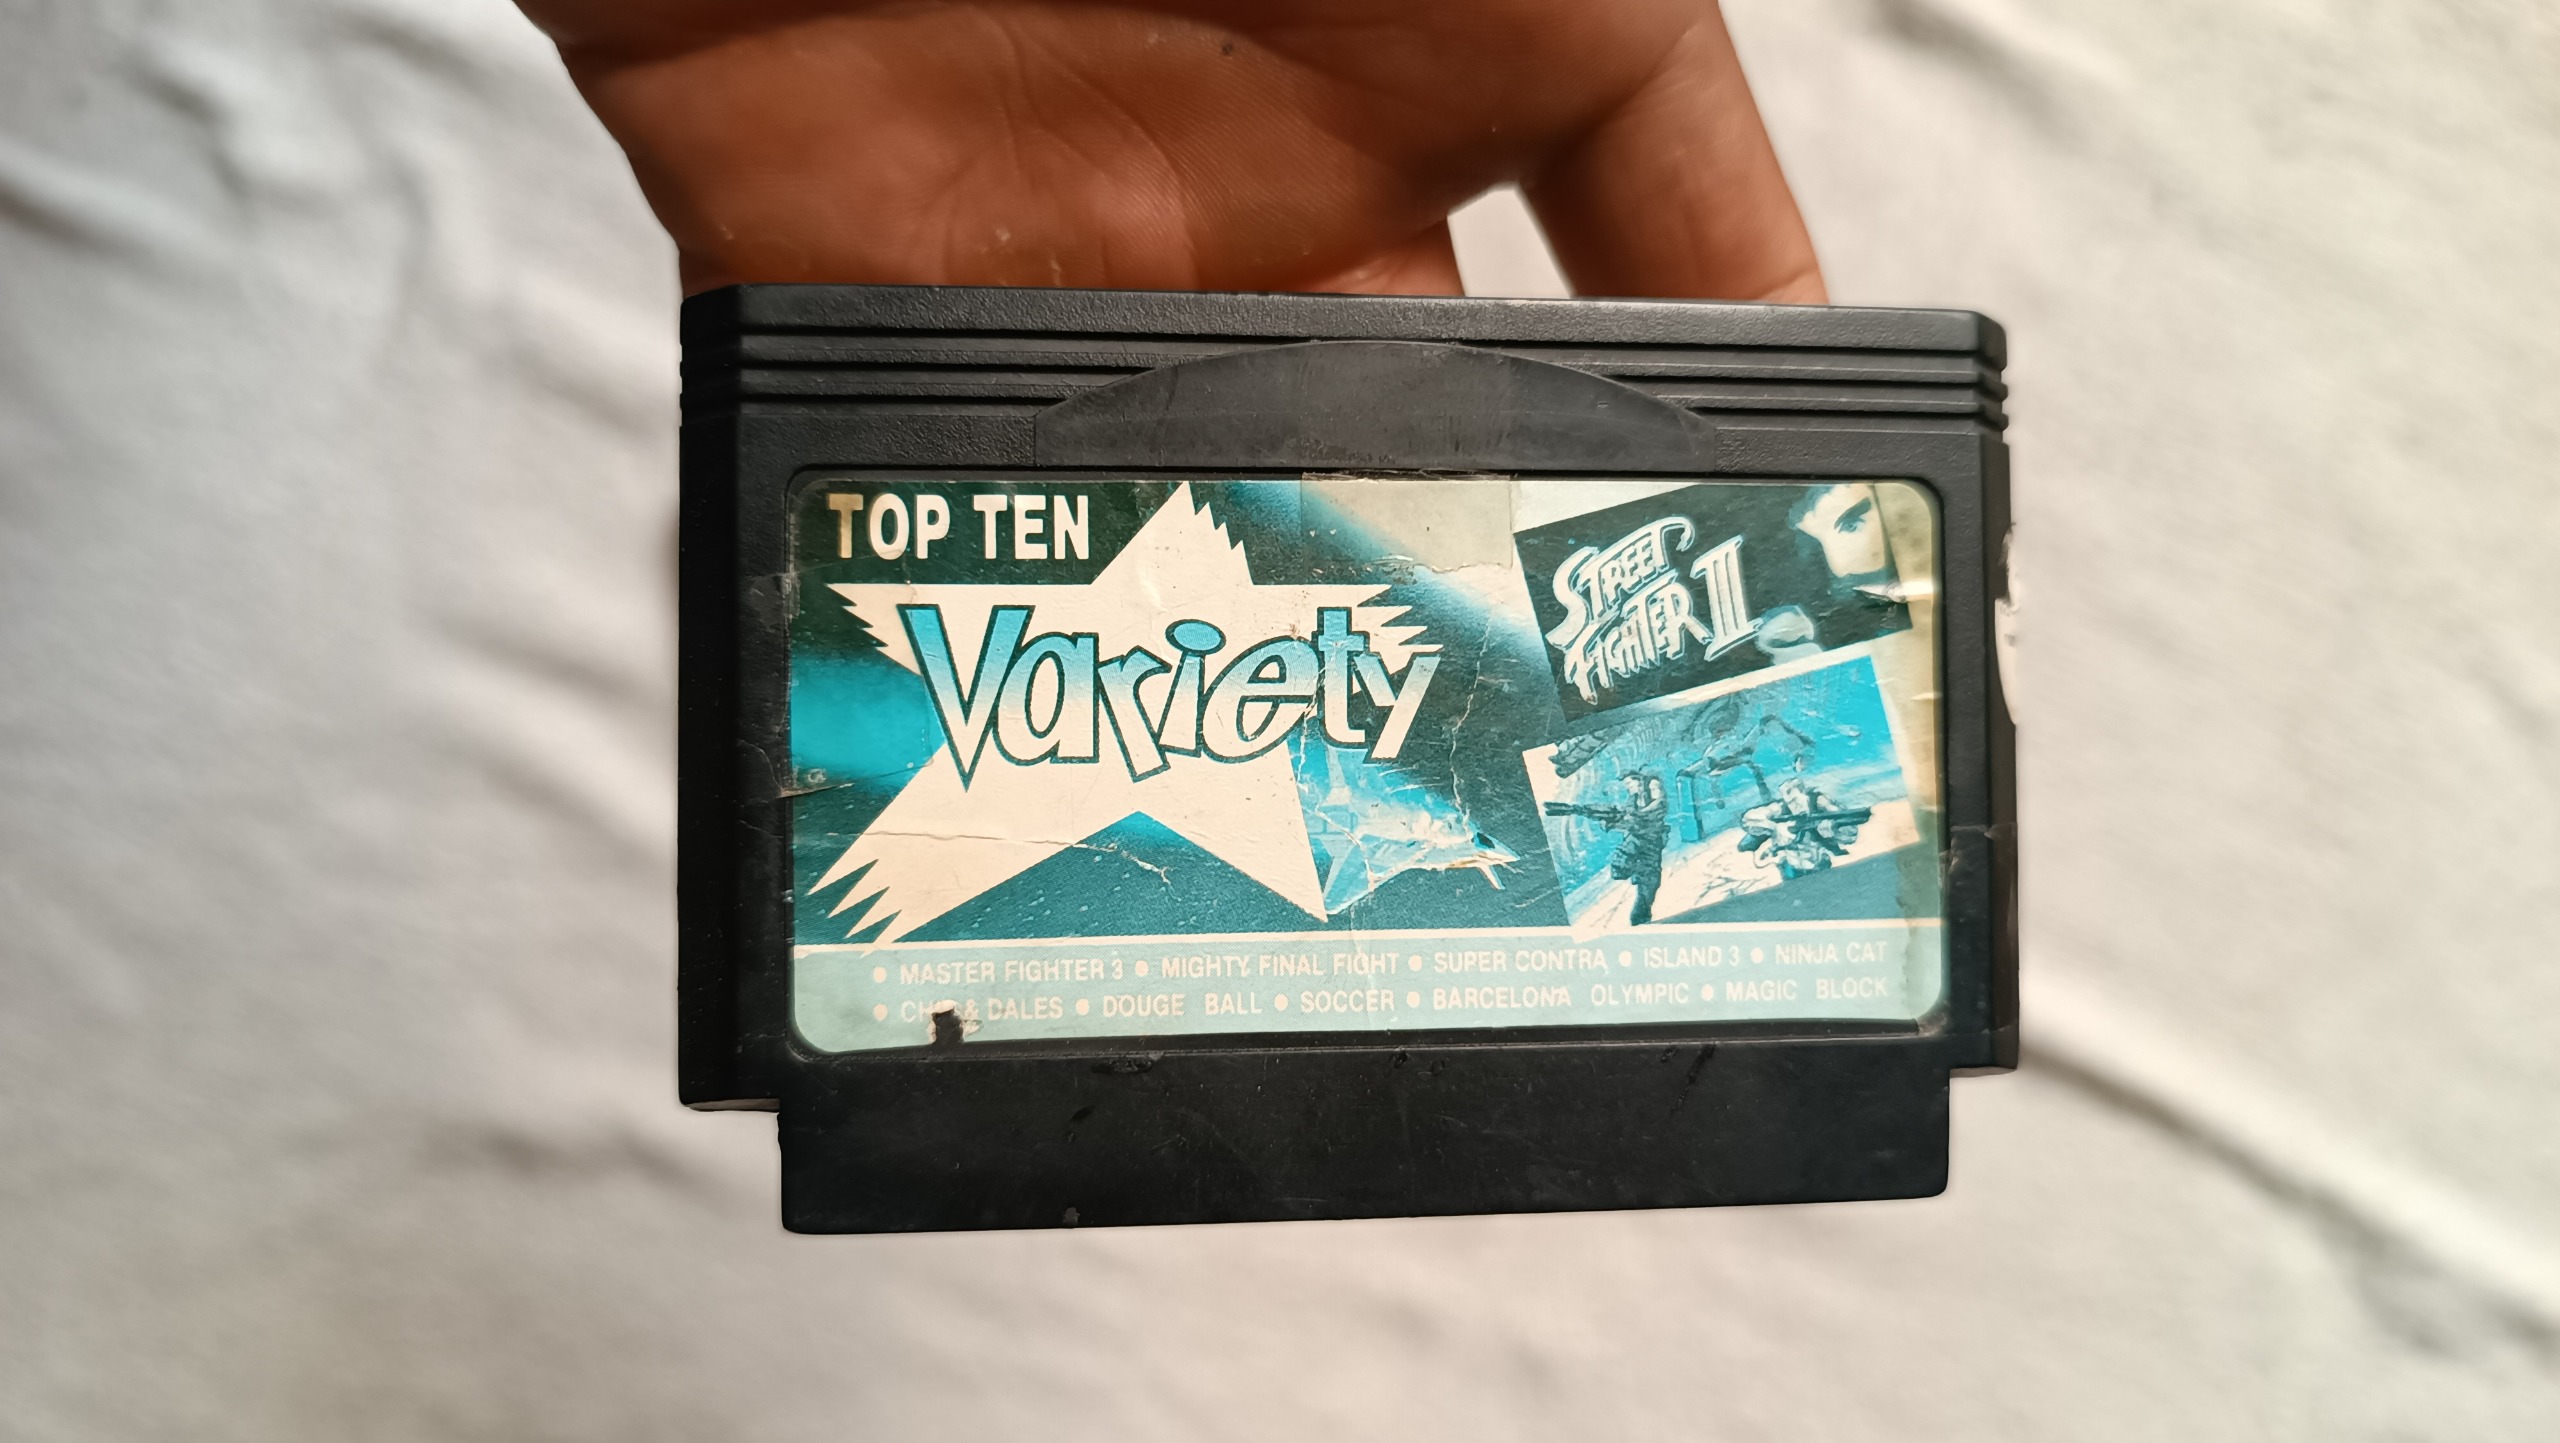 TOP TEN
Variety
STREET
FIGHTER III
• MASTER FIGHTER 3 • MIGHTY FINAL FIGHT • SUPER CONTRA • ISLAND 3 • NINJA CAT
• & DALES • DOUGE BALL • SOCCER • BARCELONA OLYMPIC • MAGIC BLOCK